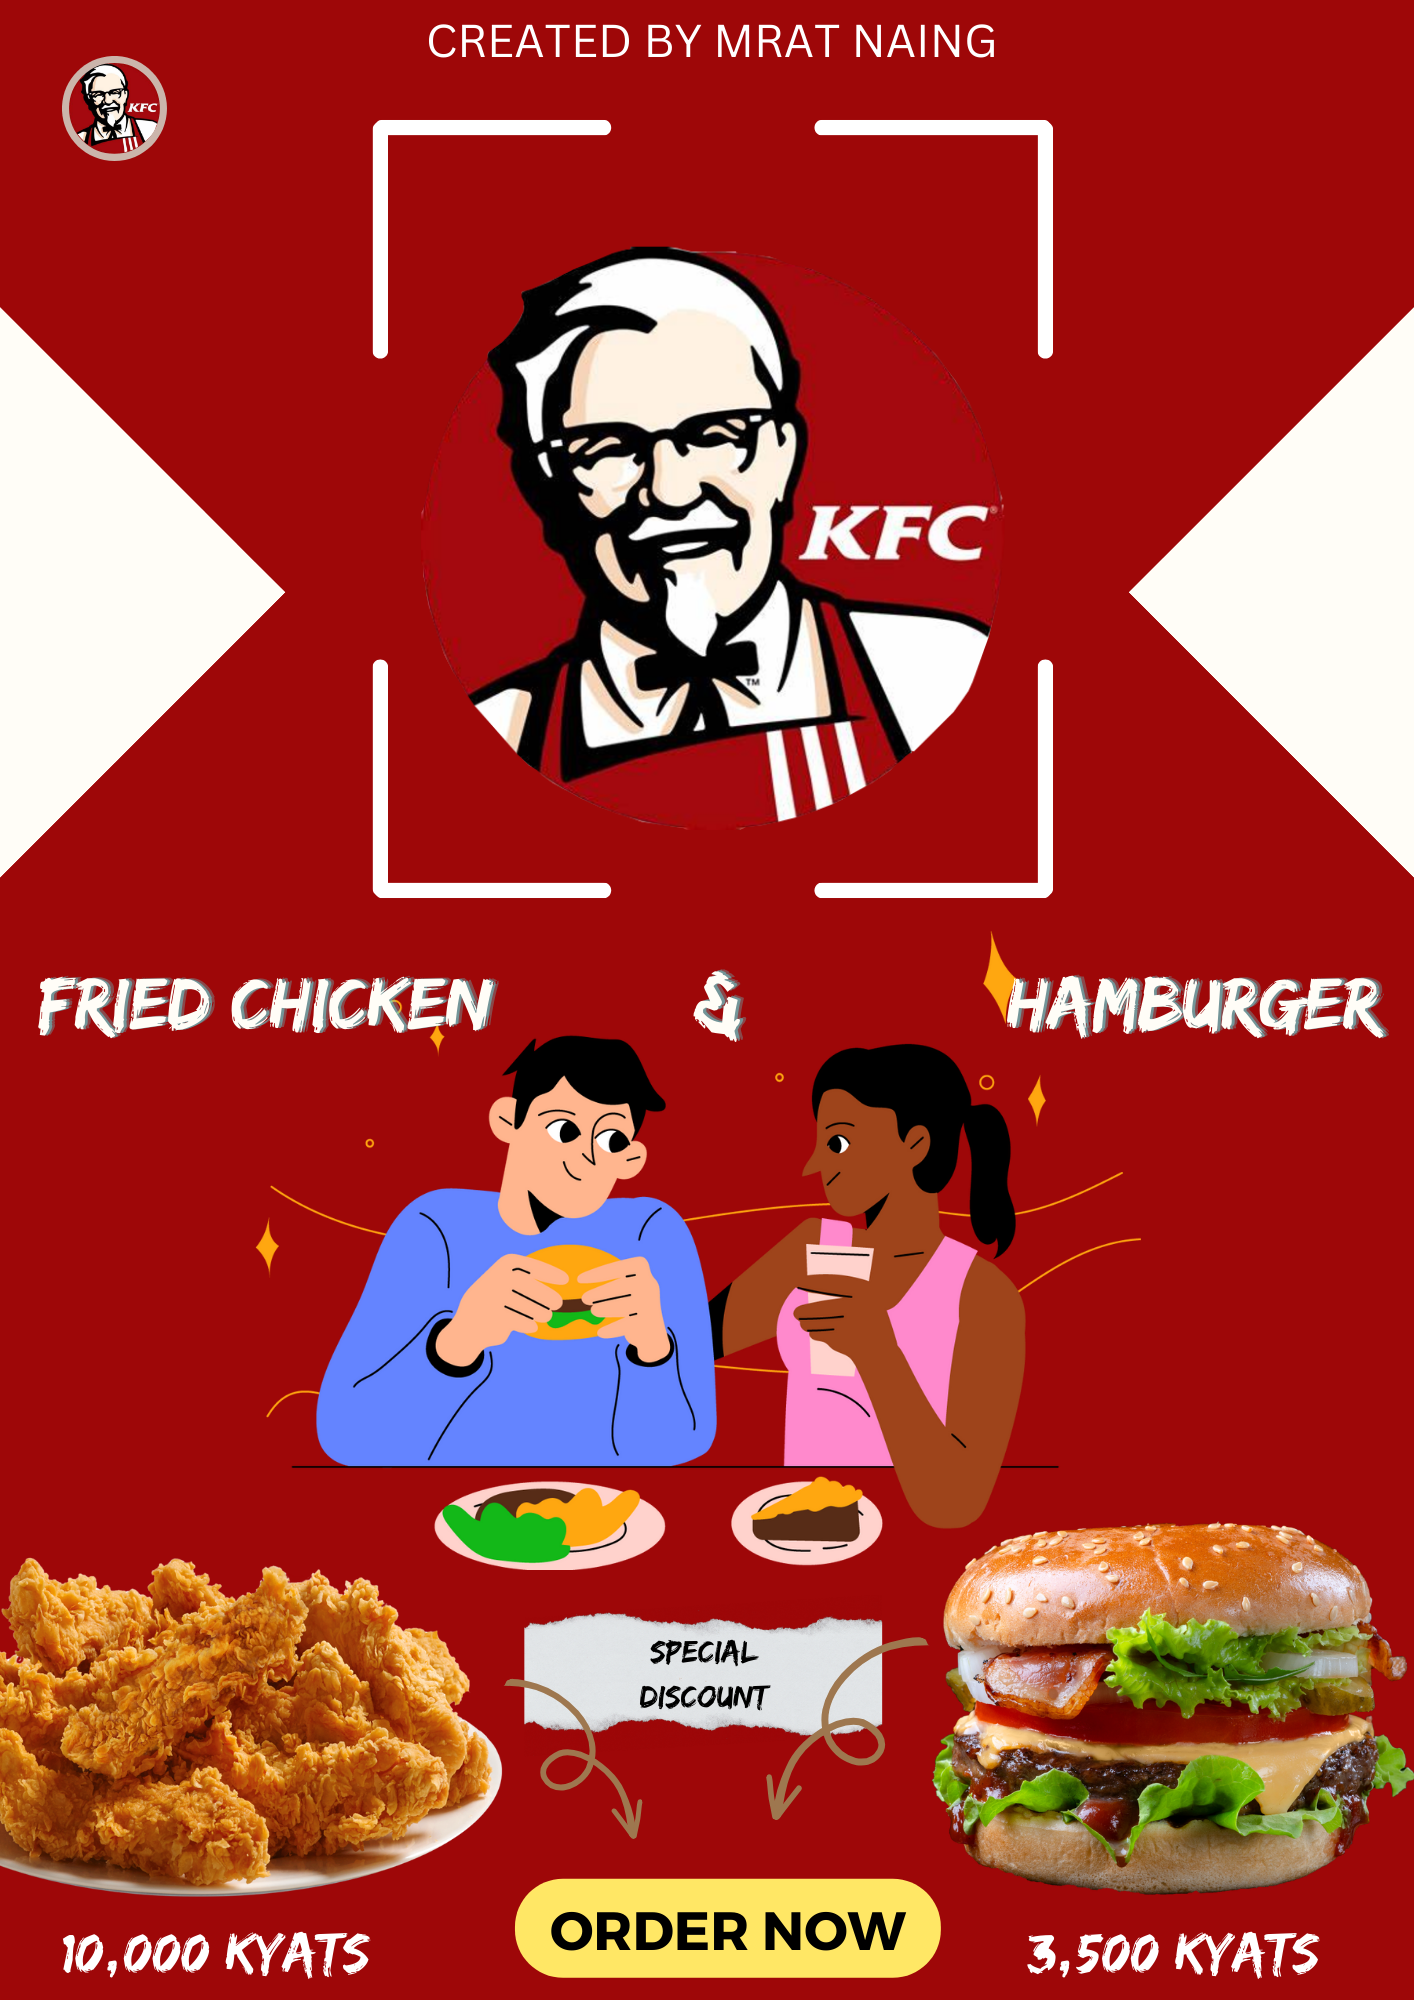 CREATED BY MRAT NAING
KFC
KFC®
TM
FRIED CHICKEN & HAMBURGER
SPECIAL
DISCOUNT
ORDER NOW
10,000 KYATS
3,500 KYATS